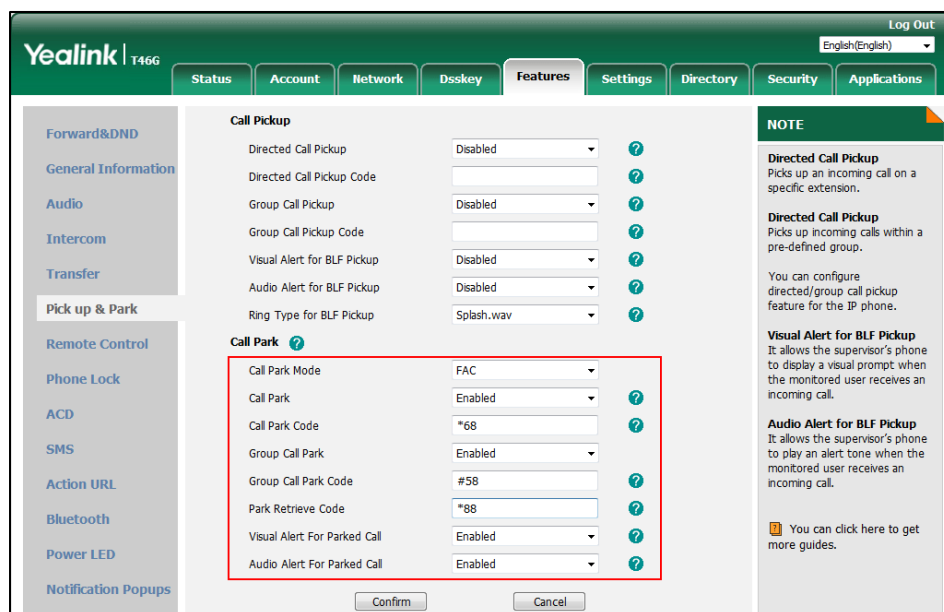 Log Out
Yealink | T46G
English(English)
Status Account Network Dsskey Features Settings Directory Security Applications
Forward&DND
General Information
Audio
Intercom
Transfer
Pick up & Park
Remote Control
Phone Lock
ACD
SMS
Action URL
Bluetooth
Power LED
Notification Popups
Call Pickup
Directed Call Pickup Disabled ?
Directed Call Pickup Code ?
Group Call Pickup Disabled ?
Group Call Pickup Code ?
Visual Alert for BLF Pickup Disabled ?
Audio Alert for BLF Pickup Disabled ?
Ring Type for BLF Pickup Splash.wav ?
Call Park ?
Call Park Mode FAC
Call Park Enabled ?
Call Park Code *68 ?
Group Call Park Enabled
Group Call Park Code #58 ?
Park Retrieve Code *88 ?
Visual Alert For Parked Call Enabled ?
Audio Alert For Parked Call Enabled ?
Confirm Cancel
NOTE
Directed Call Pickup
Picks up an incoming call on a
specific extension.
Directed Call Pickup
Picks up incoming calls within a
pre-defined group.
You can configure
directed/group call pickup
feature for the IP phone.
Visual Alert for BLF Pickup
It allows the supervisor's phone
to display a visual prompt when
the monitored user receives an
incoming call.
Audio Alert for BLF Pickup
It allows the supervisor's phone
to play an alert tone when the
monitored user receives an
incoming call.
? You can click here to get
more guides.